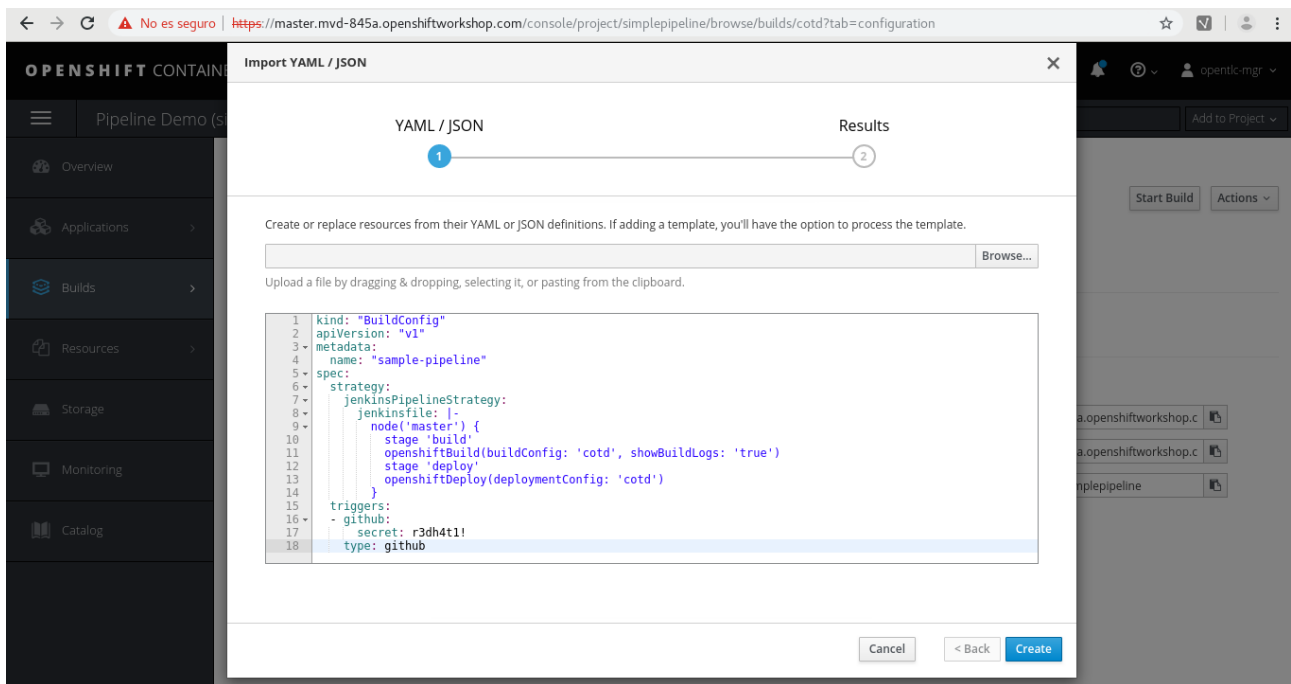 No es seguro | https://master.mvd-845a.openshiftworkshop.com/console/project/simplepipeline/browse/builds/cotd?tab=configuration
OPENSHIFT CONTAINE
Import YAML / JSON
opentlc-mgr
Pipeline Demo (si
Add to Project
YAML / JSON
Results
1
2
Overview
Applications
Builds
Resources
Storage
Monitoring
Catalog
Start Build
Actions
Create or replace resources from their YAML or JSON definitions. If adding a template, you'll have the option to process the template.
Browse...
Upload a file by dragging & dropping, selecting it, or pasting from the clipboard.
1 kind: "BuildConfig"
2 apiVersion: "v1"
3 metadata:
4 name: "sample-pipeline"
5 spec:
6 strategy:
7 jenkinsPipelineStrategy:
8 jenkinsfile: |-
9 node('master') {
10 stage 'build'
11 openshiftBuild(buildConfig: 'cotd', showBuildLogs: 'true')
12 stage 'deploy'
13 openshiftDeploy(deploymentConfig: 'cotd')
14 }
15 triggers:
16 - github:
17 secret: r3dh4t1!
18 type: github
a.openshiftworkshop.c
a.openshiftworkshop.c
nplepipeline
Cancel
< Back
Create